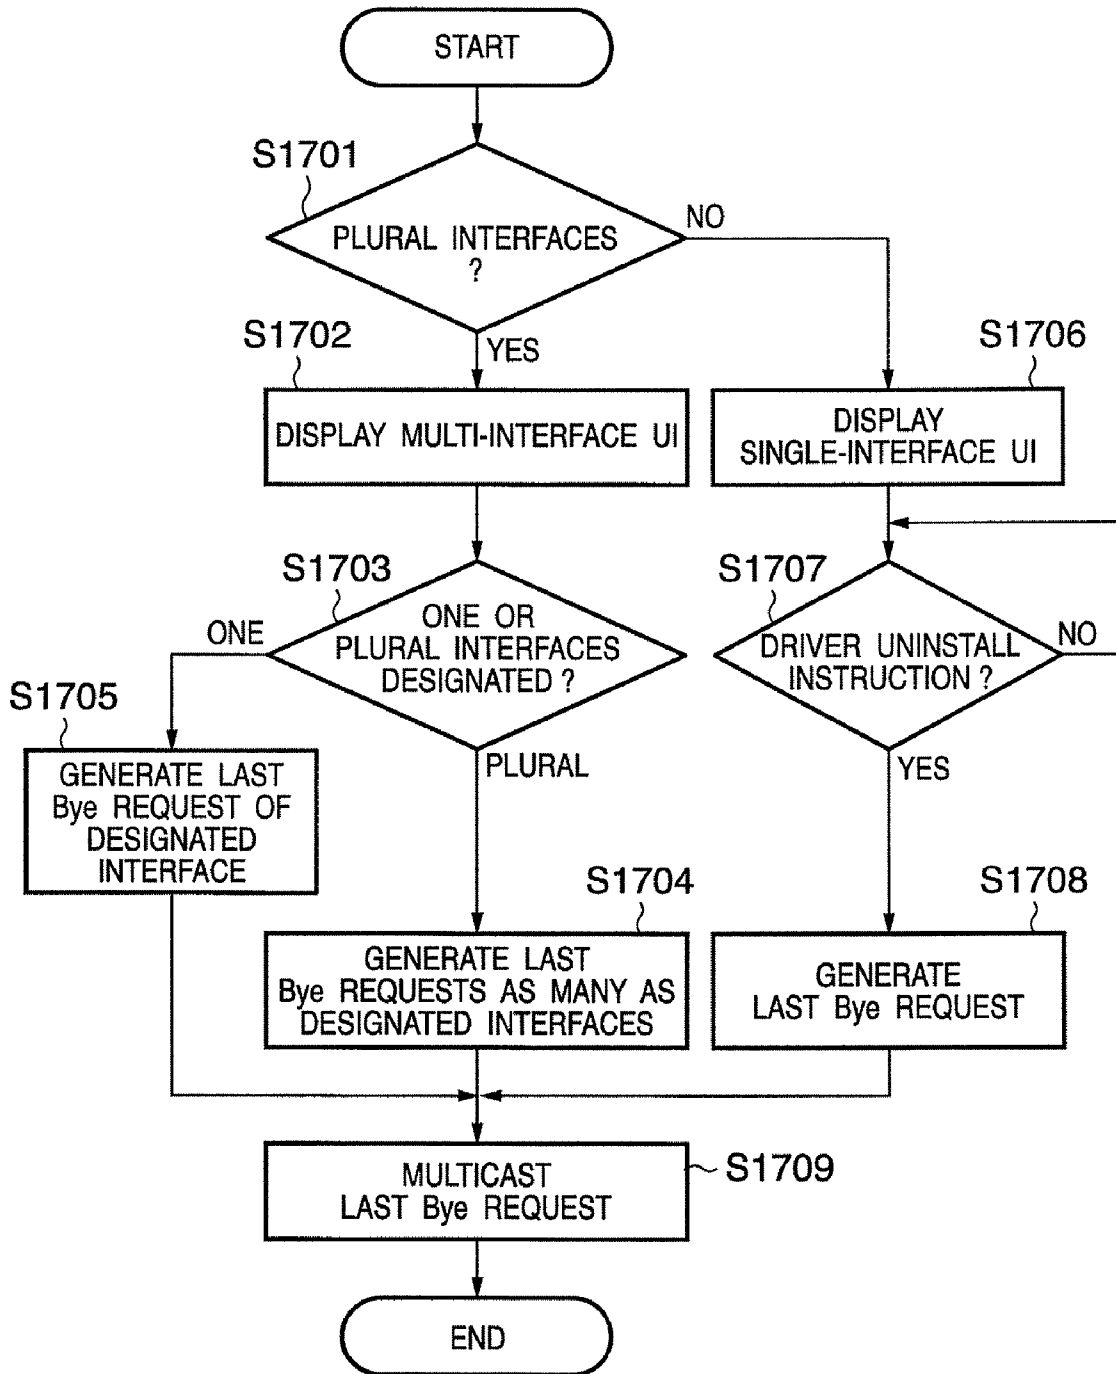 START
S1701
PLURAL INTERFACES
?
NO
YES
S1702
DISPLAY MULTI-INTERFACE UI
S1706
DISPLAY
SINGLE-INTERFACE UI
S1703
ONE OR
PLURAL INTERFACES
DESIGNATED ?
ONE
PLURAL
S1707
DRIVER UNINSTALL
INSTRUCTION ?
NO
YES
S1705
GENERATE LAST
Bye REQUEST OF
DESIGNATED
INTERFACE
S1704
GENERATE LAST
Bye REQUESTS AS MANY AS
DESIGNATED INTERFACES
S1708
GENERATE
LAST Bye REQUEST
MULTICAST
LAST Bye REQUEST
S1709
END